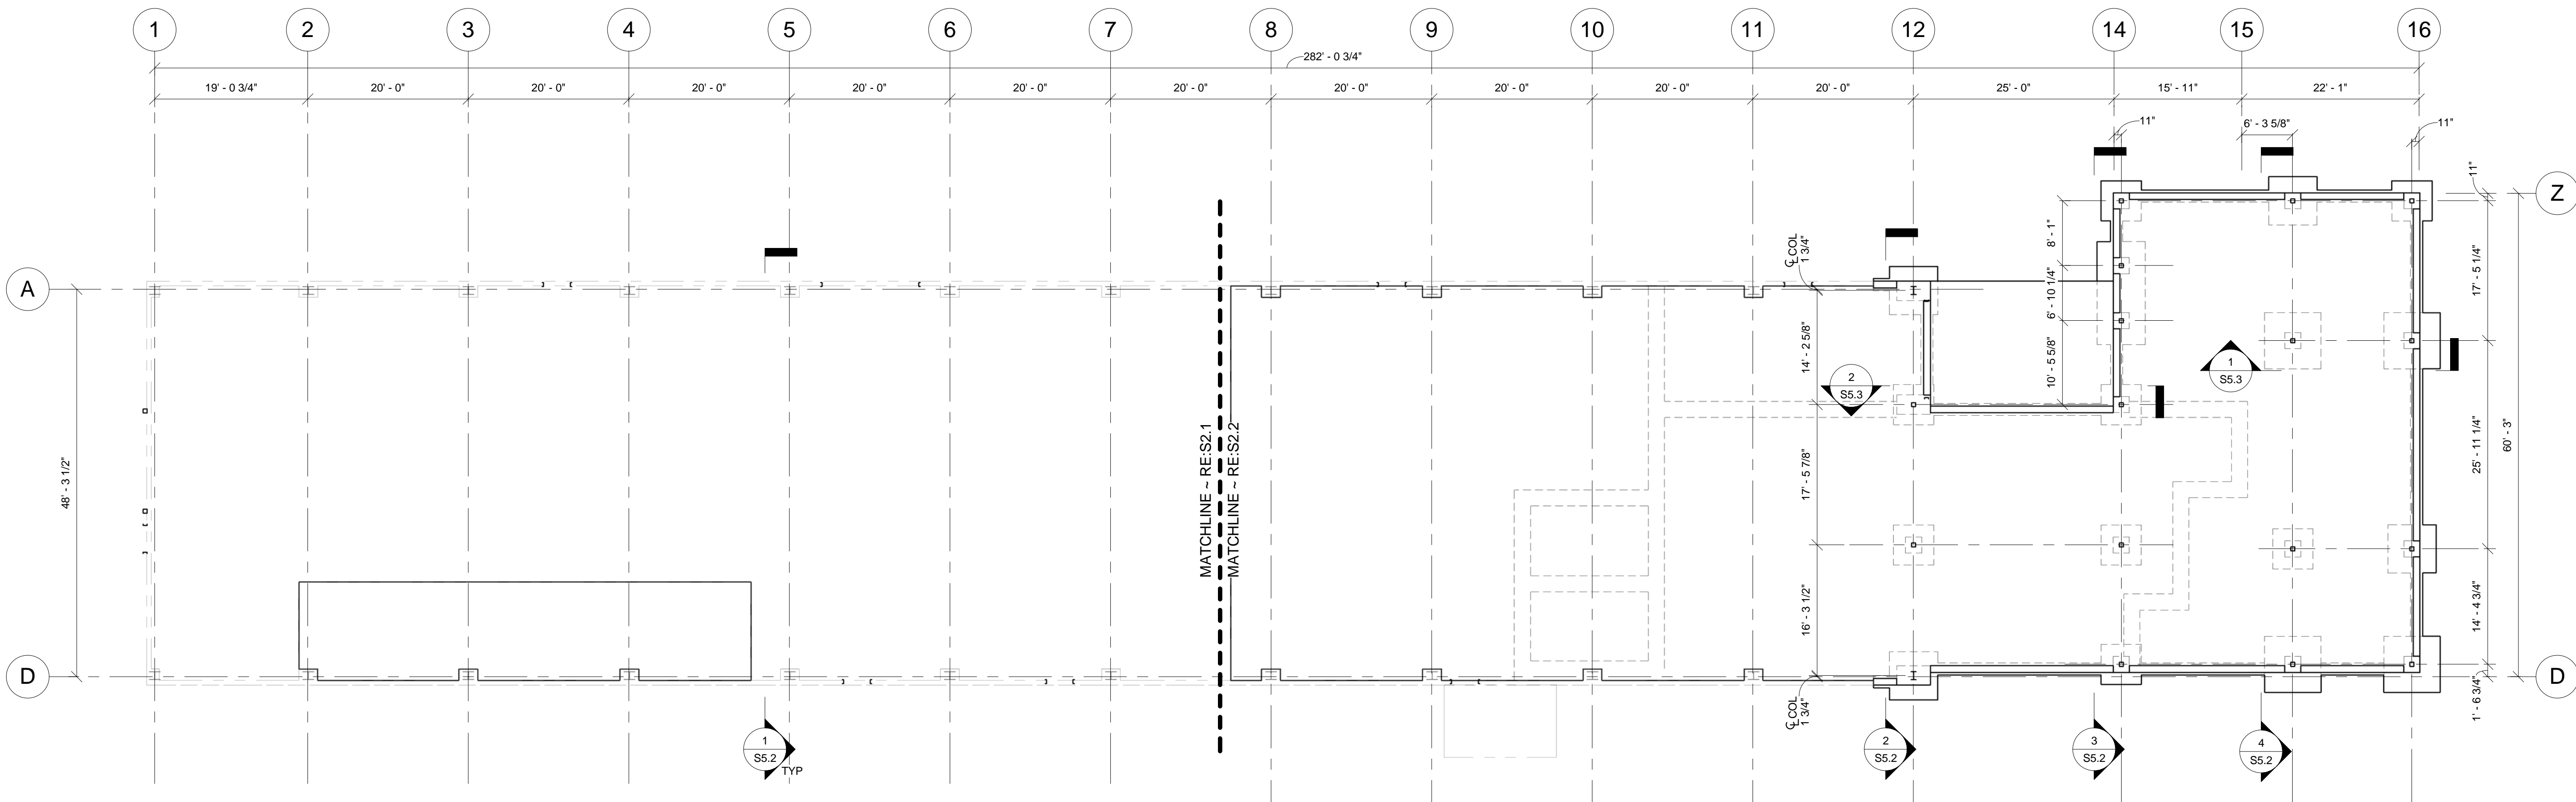 1
2
3
4
5
6
7
8
9
10
11
12
14
15
16
282' - 0 3/4"
19' - 0 3/4"
20' - 0"
20' - 0"
20' - 0"
20' - 0"
20' - 0"
20' - 0"
20' - 0"
20' - 0"
20' - 0"
20' - 0"
25' - 0"
15' - 11"
22' - 1"
11"
6' - 3 5/8"
11"
11"
Z
A
D
D
48' - 3 1/2"
MATCHLINE ~ RE:S2.1
MATCHLINE ~ RE:S2.2
℄ COL
1 3/4"
14' - 2 5/8"
17' - 5 7/8"
16' - 3 1/2"
℄ COL
1 3/4"
8' - 1"
6' - 10 1/4"
10' - 5 5/8"
17' - 5 1/4"
25' - 11 1/4"
14' - 4 3/4"
1' - 6 3/4"
60' - 3"
2
S5.3
1
S5.3
1
S5.2
TYP
2
S5.2
3
S5.2
4
S5.2